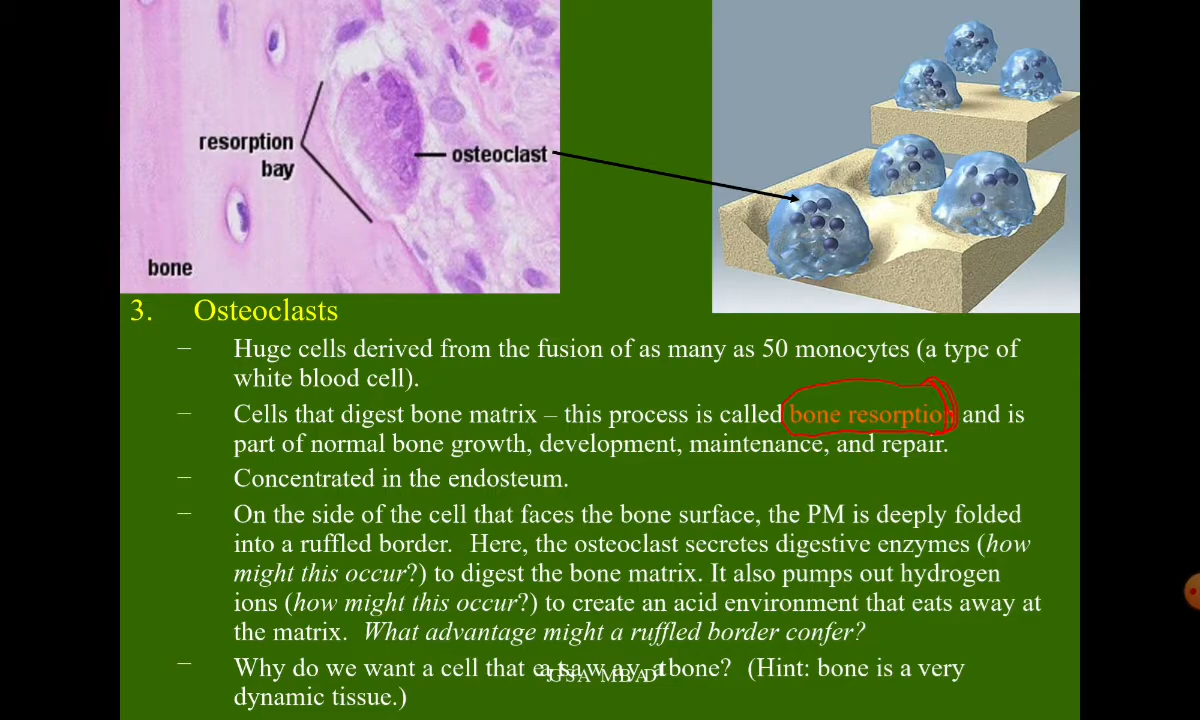 resorption
bay
osteoclast
bone
3. Osteoclasts
– Huge cells derived from the fusion of as many as 50 monocytes (a type of
white blood cell).
– Cells that digest bone matrix – this process is called bone resorption and is
part of normal bone growth, development, maintenance, and repair.
– Concentrated in the endosteum.
– On the side of the cell that faces the bone surface, the PM is deeply folded
into a ruffled border. Here, the osteoclast secretes digestive enzymes (how
might this occur?) to digest the bone matrix. It also pumps out hydrogen
ions (how might this occur?) to create an acid environment that eats away at
the matrix. What advantage might a ruffled border confer?
– Why do we want a cell that eats away at bone? (Hint: bone is a very
dynamic tissue.)